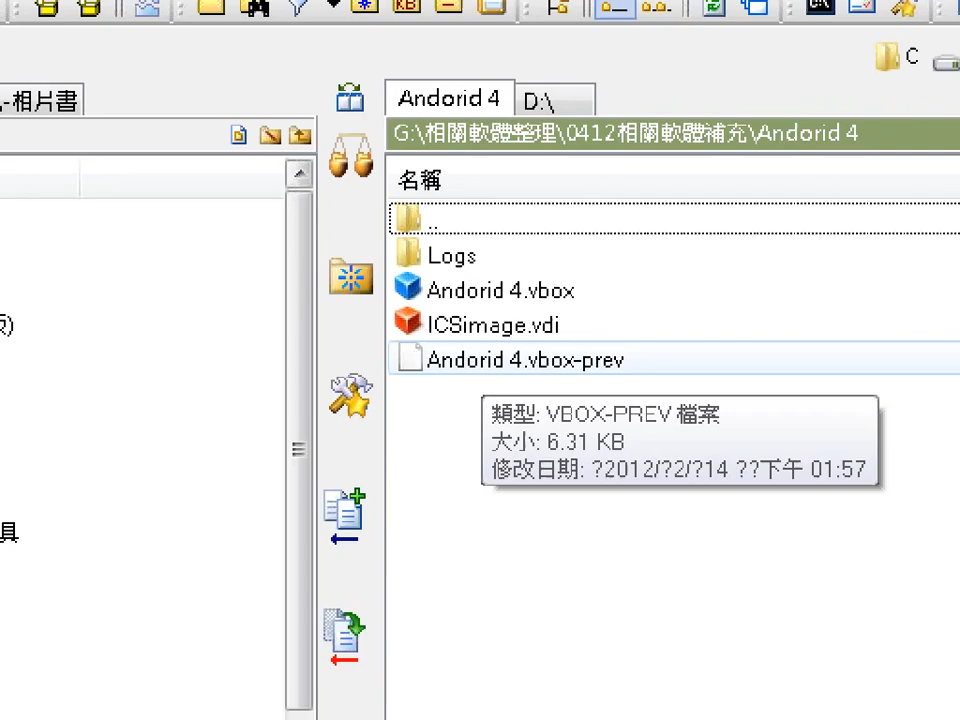 KB
C:\
C
-相片書
Andorid 4
D:\
G:\相關軟體整理\0412相關軟體補充\Andorid 4
名稱
..
Logs
Andorid 4.vbox
ICSimage.vdi
Andorid 4.vbox-prev
類型: VBOX-PREV 檔案
大小: 6.31 KB
修改日期: ?2012/?2/?14 ??下午 01:57
具